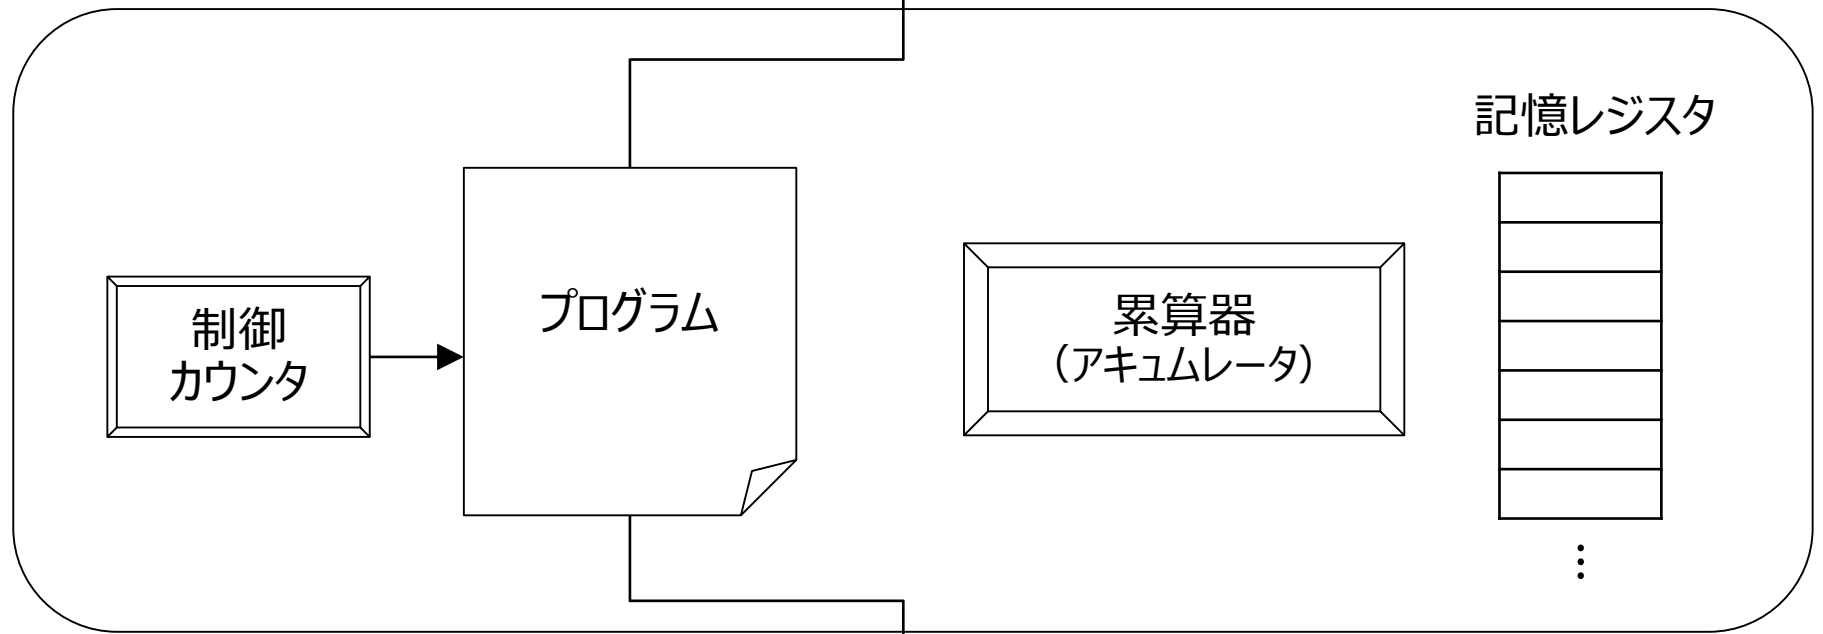 記憶レジスタ
制御
カウンタ
プログラム
累算器
(アキュムレータ)
⋮